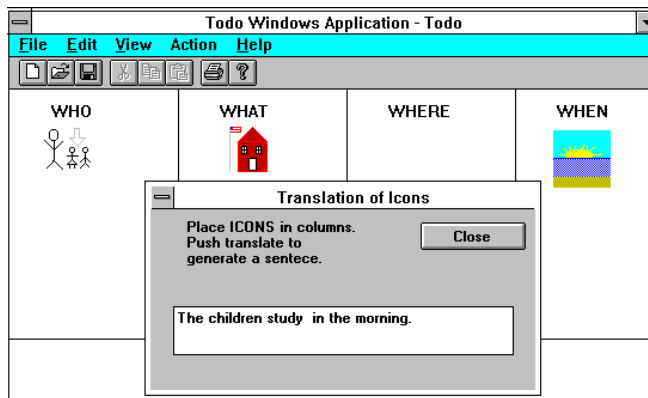 Todo Windows Application - Todo
File Edit View Action Help
WHO WHAT WHERE WHEN
Translation of Icons
Place ICONS in columns.
Push translate to
generate a sentece.
Close
The children study in the morning.